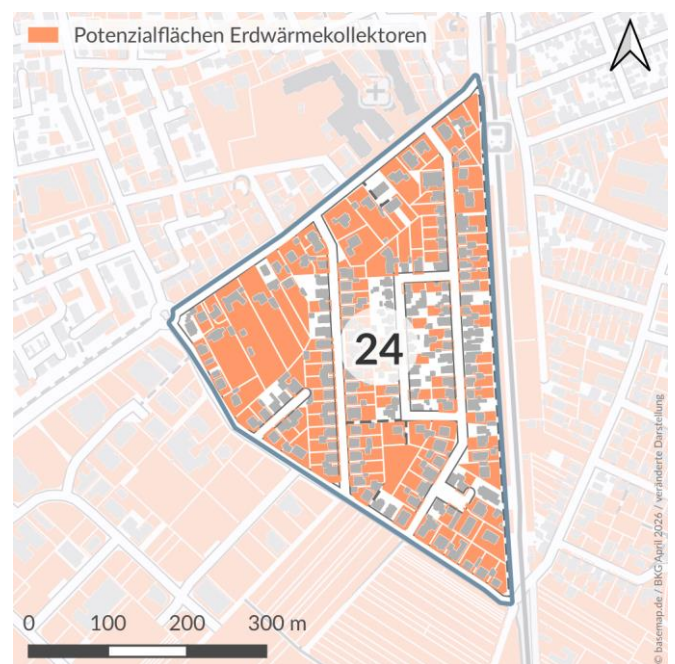 Potenzialflächen Erdwärmekollektoren
24
0 100 200 300 m
© basemap.de / BKG April 2026 / veränderte Darstellung